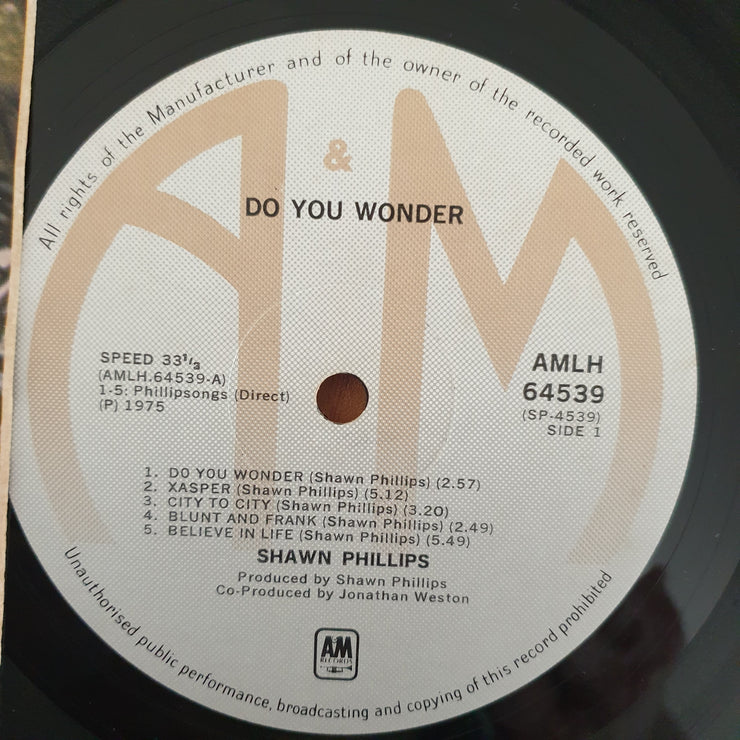 All rights of the Manufacturer and of the owner of the recorded work reserved
A & M
DO YOU WONDER
SPEED 33 1/3
(AMLH.64539-A)
1-5: Phillipsongs (Direct)
(P) 1975
AMLH
64539
(SP-4539)
SIDE 1
1. DO YOU WONDER (Shawn Phillips) (2.57)
2. XASPER (Shawn Phillips) (5.12)
3. CITY TO CITY (Shawn Phillips) (3.20)
4. BLUNT AND FRANK (Shawn Phillips) (2.49)
5. BELIEVE IN LIFE (Shawn Phillips) (5.49)
SHAWN PHILLIPS
Produced by Shawn Phillips
Co-Produced by Jonathan Weston
AM
RECORDS
Unauthorised public performance, broadcasting and copying of this record prohibited